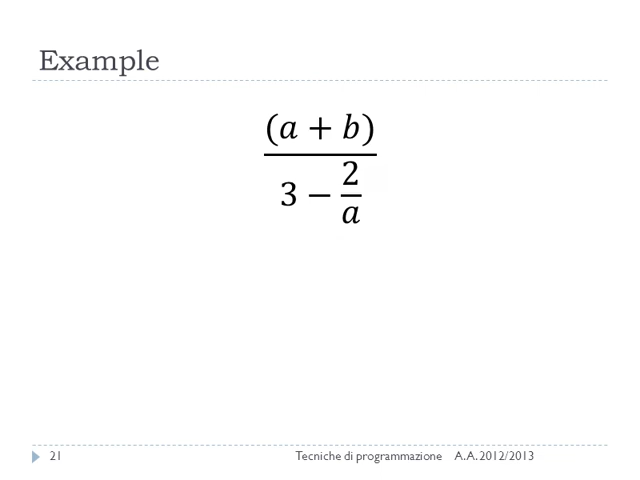 Example
(a + b)
3 − 2
a
21 Tecniche di programmazione A.A. 2012/2013